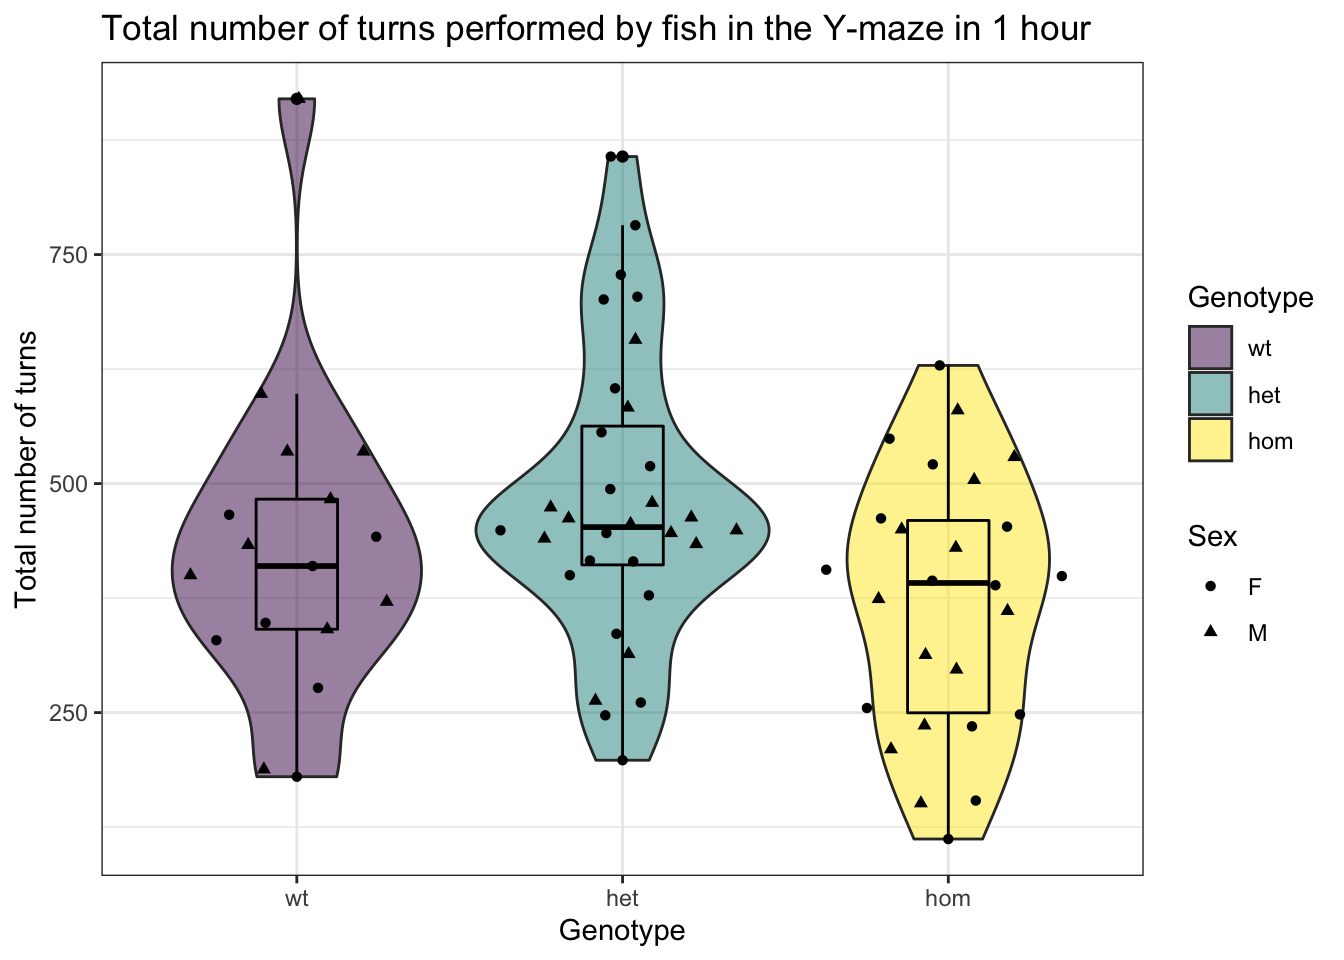 Total number of turns performed by fish in the Y-maze in 1 hour
Total number of turns
750
500
250
wt
het
hom
Genotype
Genotype
wt
het
hom
Sex
F
M